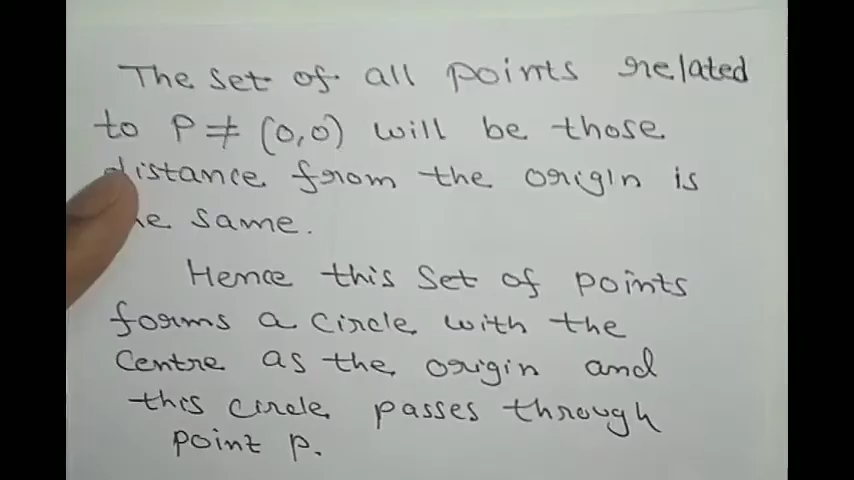 The set of all points related
to P ≠ (0,0) will be those
distance from the origin is
same.
Hence this set of points
forms a circle with the
centre as the origin and
this circle passes through
point p.